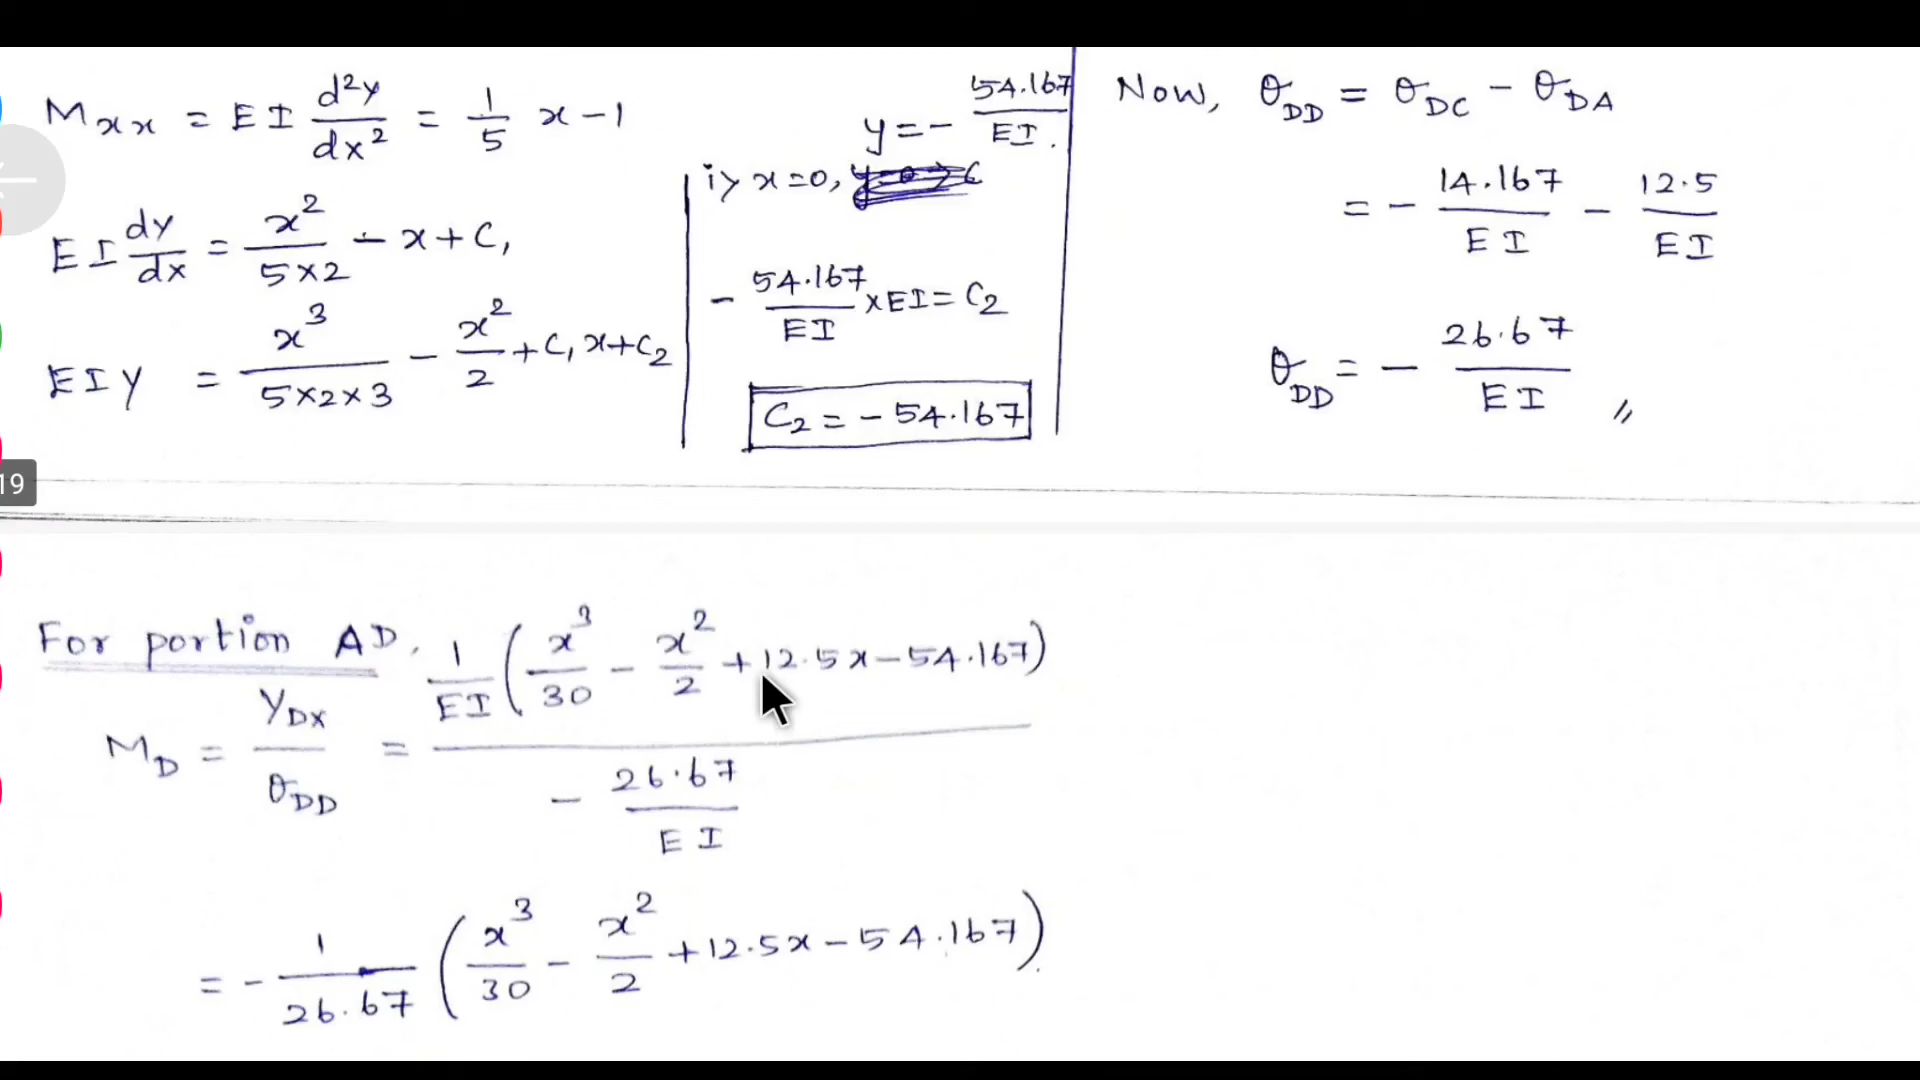 Mxx = EI d²y/dx² = 1/5 x - 1
EI dy/dx = x²/(5×2) - x + C₁
EIY = x³/(5×2×3) - x²/2 + C₁x + C₂
y = - 54.167/EI.
i> x = 0,
- 54.167/EI × EI = C₂
C₂ = - 54.167
Now, θDD = θDC - θDA
= - 14.167/EI - 12.5/EI
θDD = - 26.67/EI //
19
For portion AD,
MD = YDX/θDD = 1/EI (x³/30 - x²/2 + 12.5x - 54.167) / - 26.67/EI
= - 1/26.67 (x³/30 - x²/2 + 12.5x - 54.167).